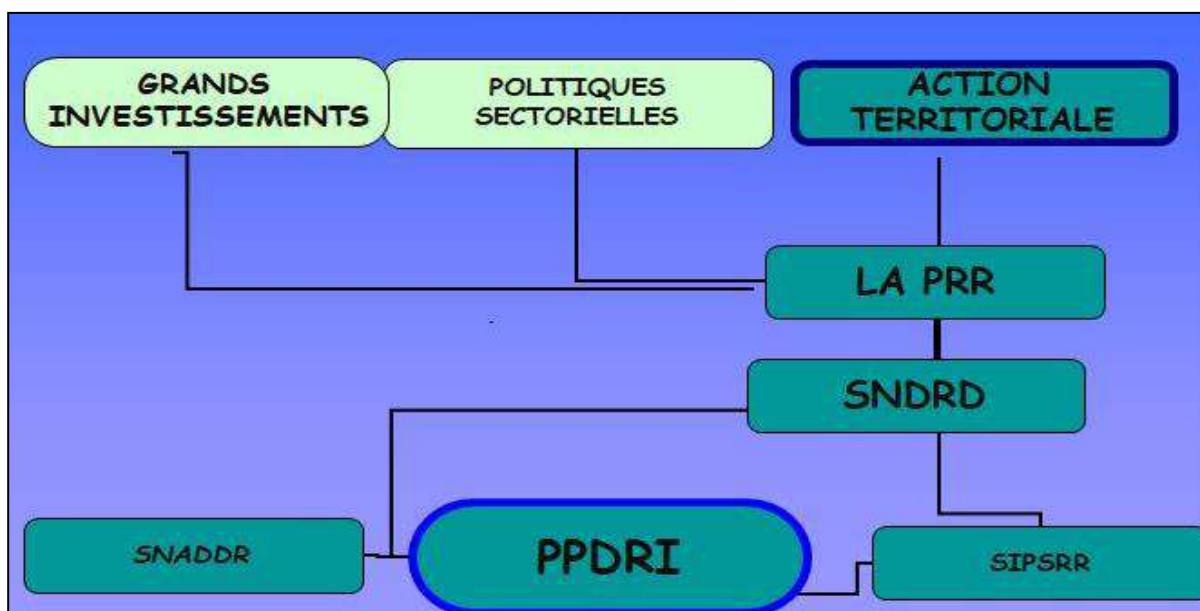 GRANDS
INVESTISSEMENTS
POLITIQUES
SECTORIELLES
ACTION
TERRITORIALE
LA PRR
SNDRD
SNADDR
PPDRI
SIPSRR